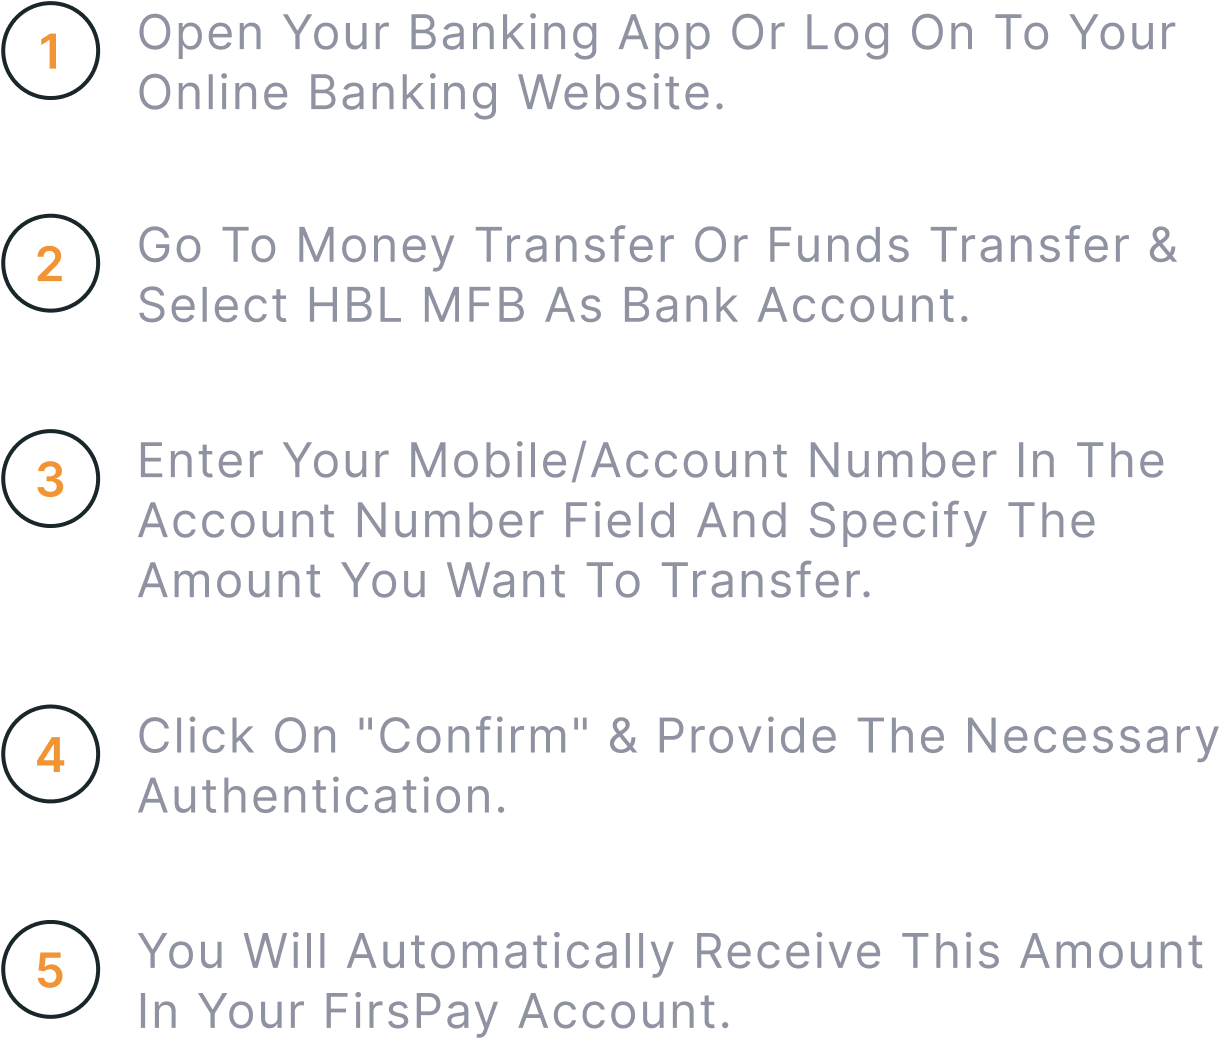 1
Open Your Banking App Or Log On To Your
Online Banking Website.
2
Go To Money Transfer Or Funds Transfer &
Select HBL MFB As Bank Account.
3
Enter Your Mobile/Account Number In The
Account Number Field And Specify The
Amount You Want To Transfer.
4
Click On "Confirm" & Provide The Necessary
Authentication.
5
You Will Automatically Receive This Amount
In Your FirsPay Account.